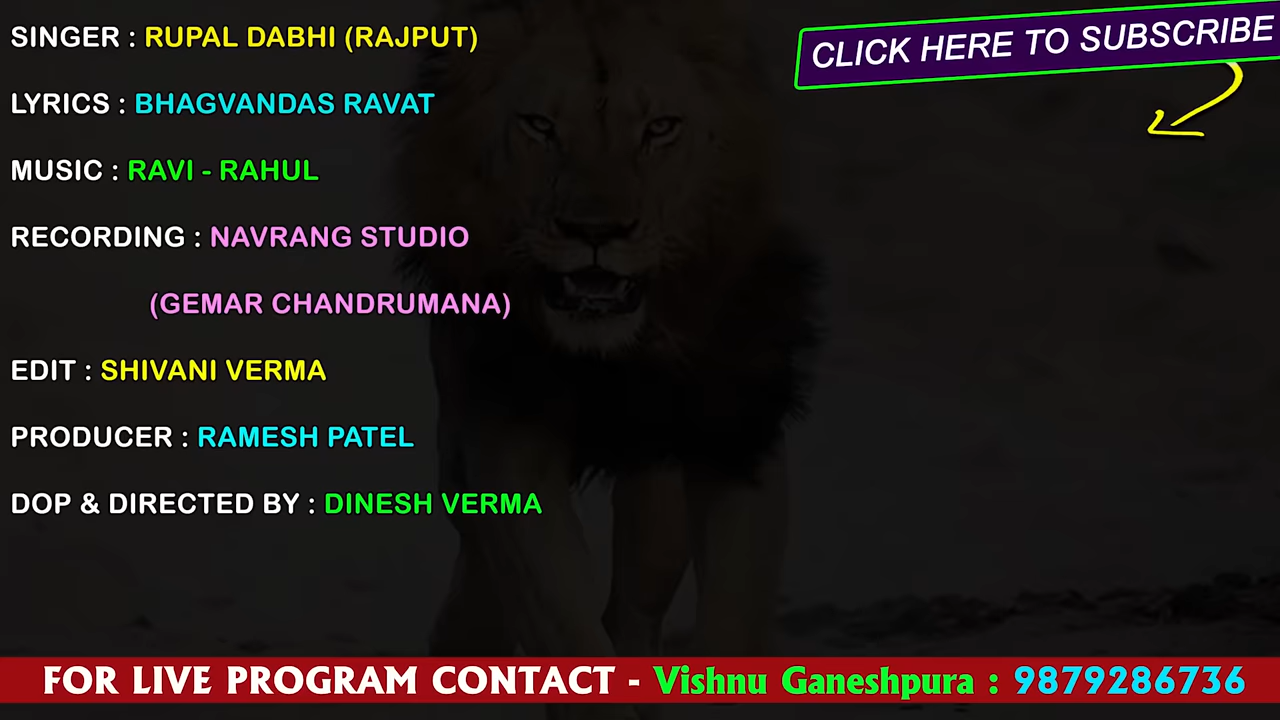 SINGER : RUPAL DABHI (RAJPUT)
CLICK HERE TO SUBSCRIBE
LYRICS : BHAGVANDAS RAVAT
MUSIC : RAVI - RAHUL
RECORDING : NAVRANG STUDIO
(GEMAR CHANDRUMANA)
EDIT : SHIVANI VERMA
PRODUCER : RAMESH PATEL
DOP & DIRECTED BY : DINESH VERMA
FOR LIVE PROGRAM CONTACT - Vishnu Ganeshpura : 9879286736